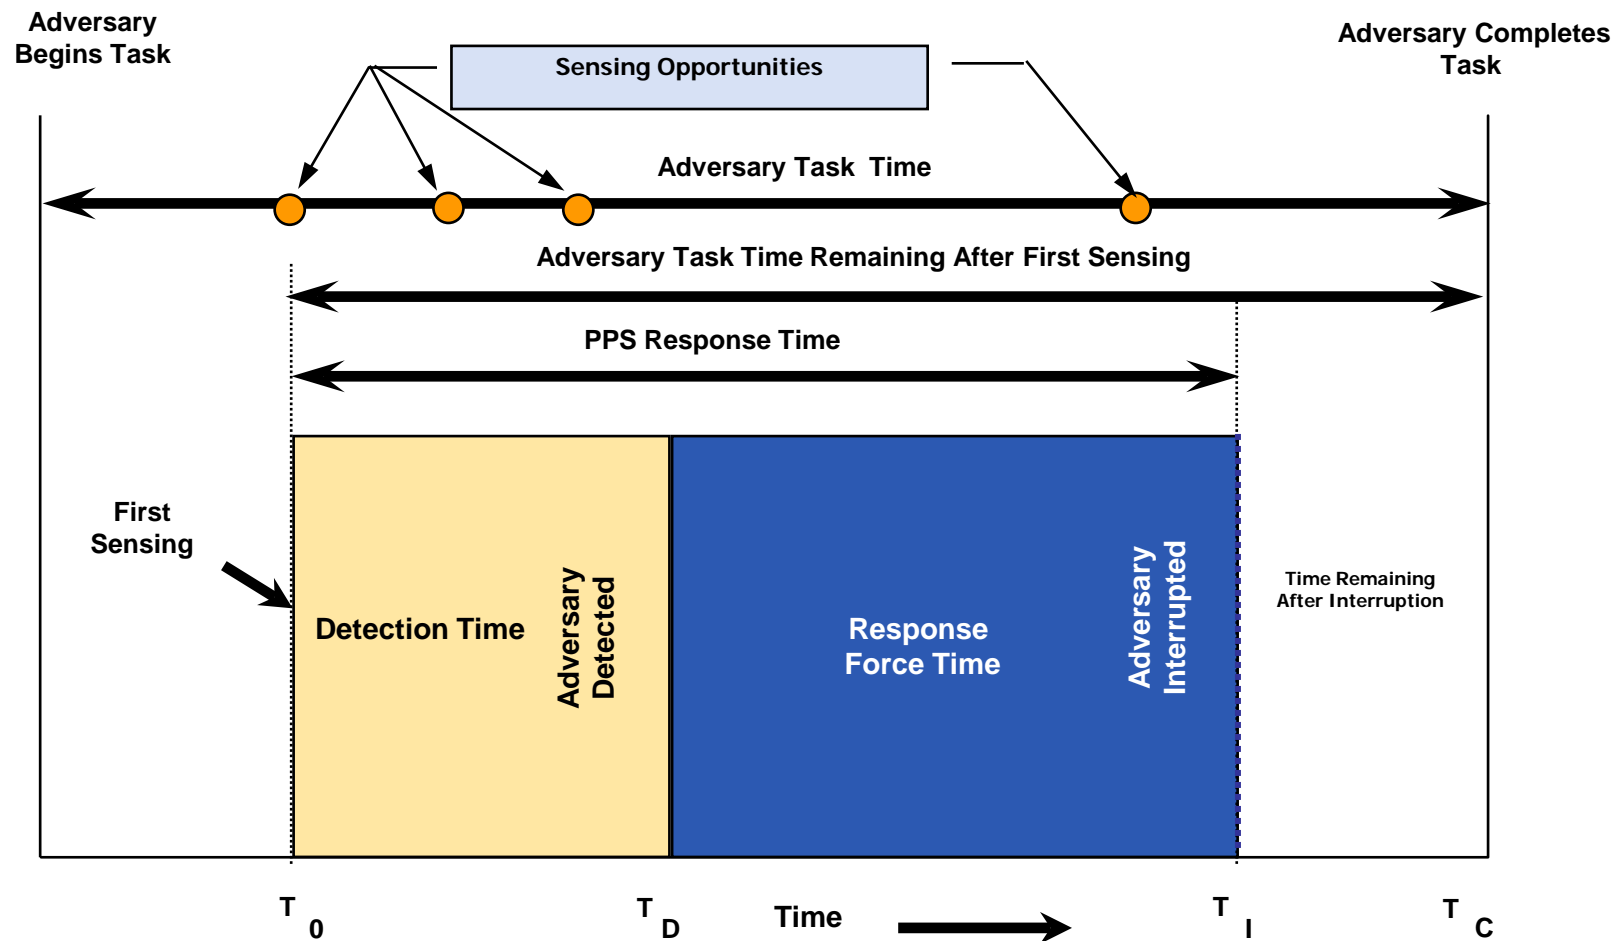 Adversary
Begins Task
Sensing Opportunities
Adversary Completes
Task
Adversary Task Time
Adversary Task Time Remaining After First Sensing
PPS Response Time
First
Sensing
Detection Time
Adversary
Detected
Response
Force Time
Adversary
Interrupted
Time Remaining
After Interruption
T 0
T D
Time
T I
T C